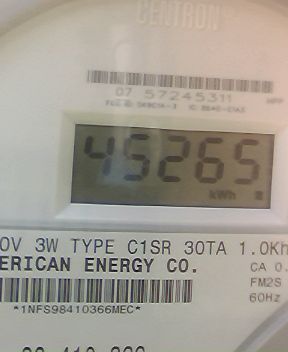 CENTRON
07 57245311
45265
kWh
0V 3W TYPE C1SR 30TA 1.0Kh
ERICAN ENERGY CO.
CA 0.
FM2S
60Hz
*1NFS98410366MEC*